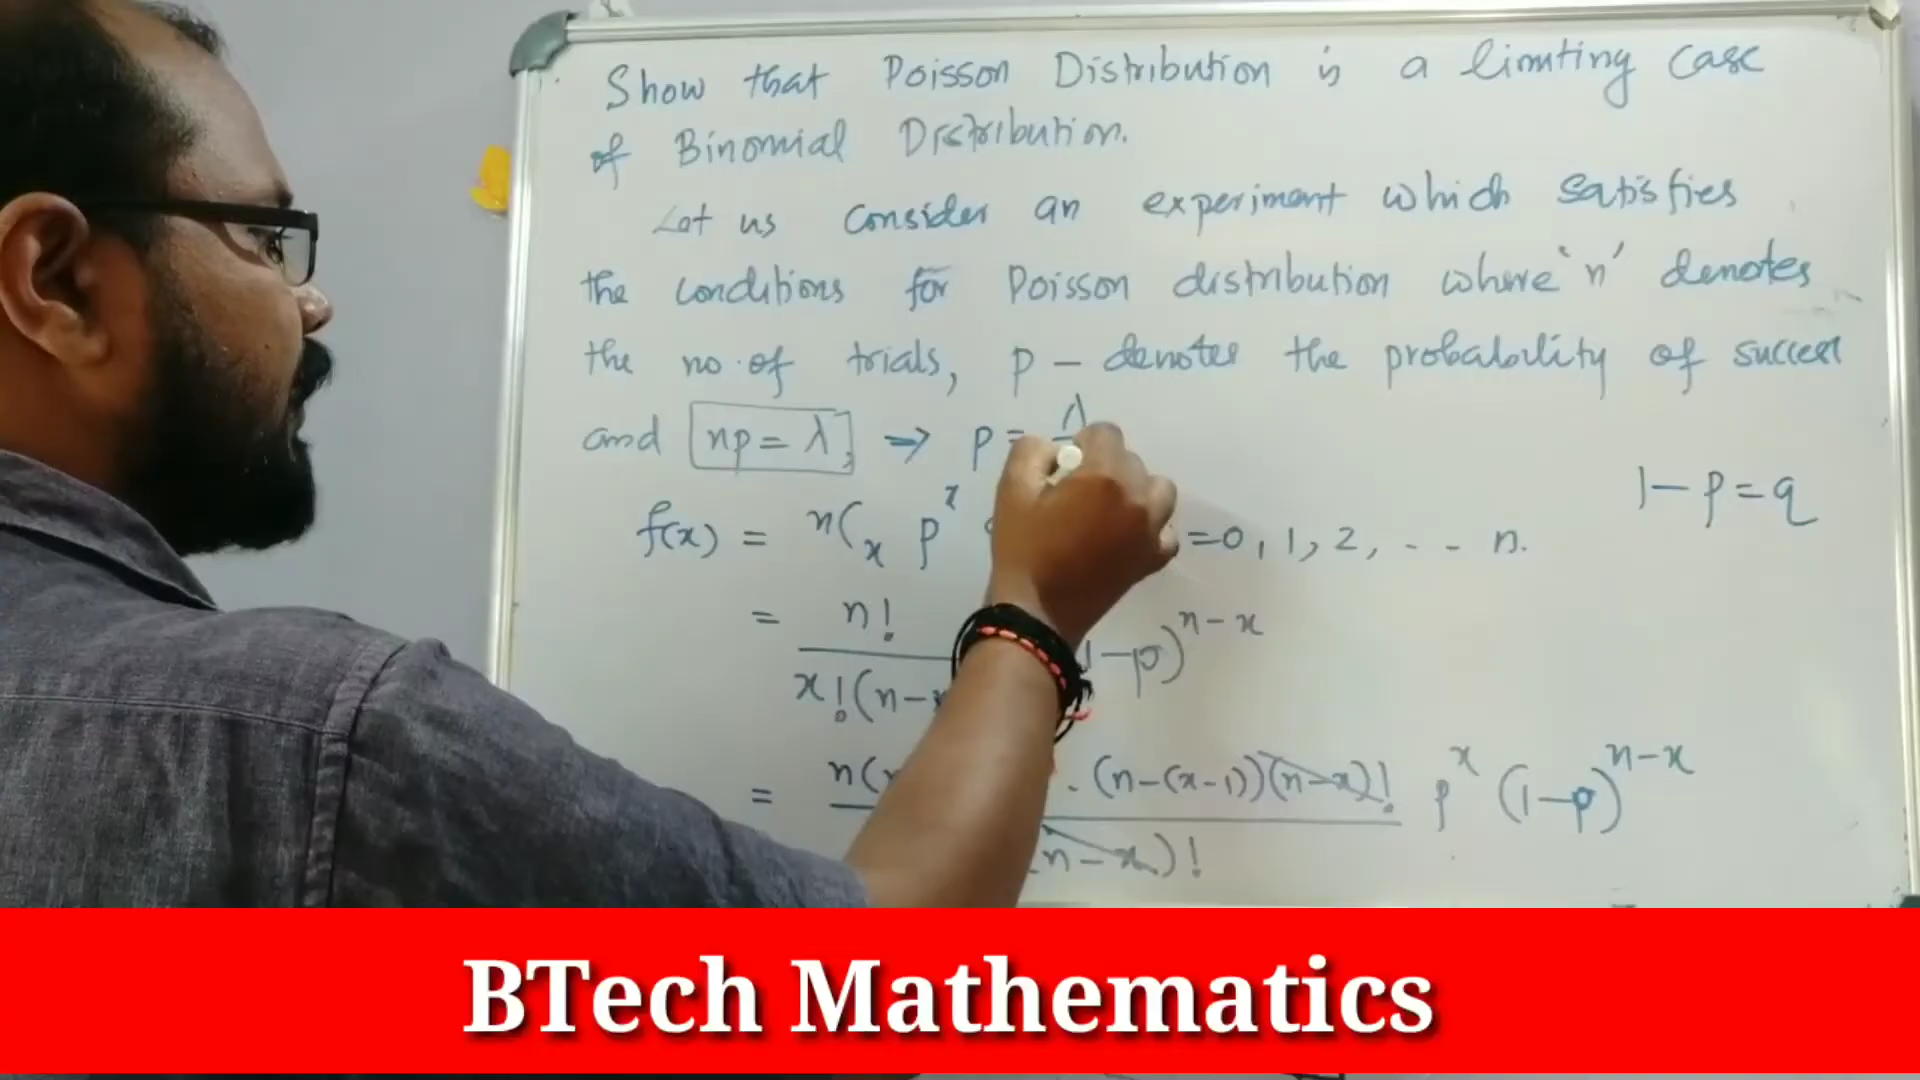 Show that Poisson Distribution is a limiting case
of Binomial Distribution.
Let us consider an experiment which satisfies
the conditions for Poisson distribution where 'n' denotes
the no. of trials, p - denotes the probability of success
and np = λ, → p = λ
1 - p = q
f(x) = nCx p^x =0, 1, 2, . - - n.
= n! / x!(n- 1-p)^(n-x)
= n( . (n-(x-1))(n-x)! / n-x)! p^x (1-p)^(n-x)
BTech Mathematics